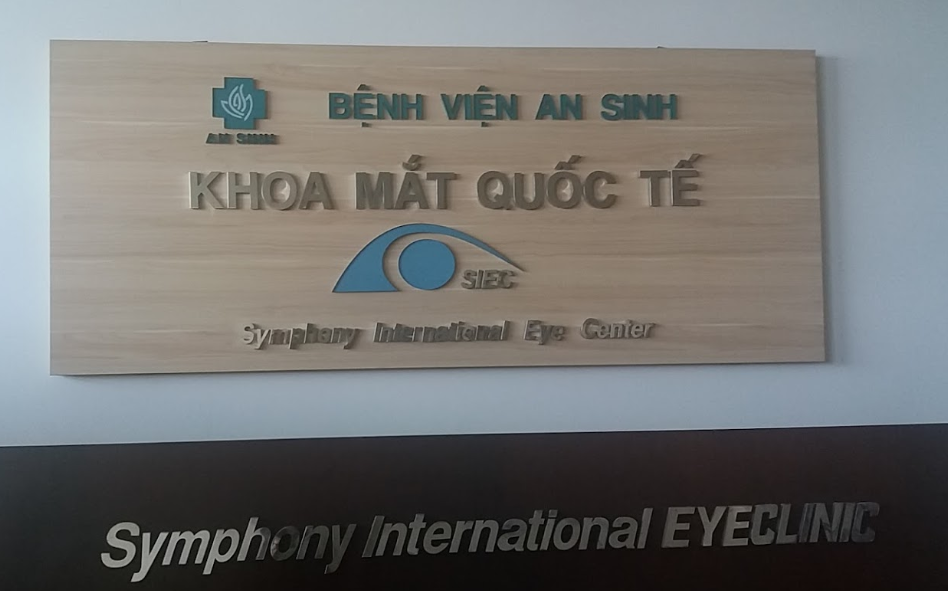 AN SINH
BỆNH VIỆN AN SINH
KHOA MẮT QUỐC TẾ
SIEC
Symphony International Eye Center
Symphony International EYECLINIC